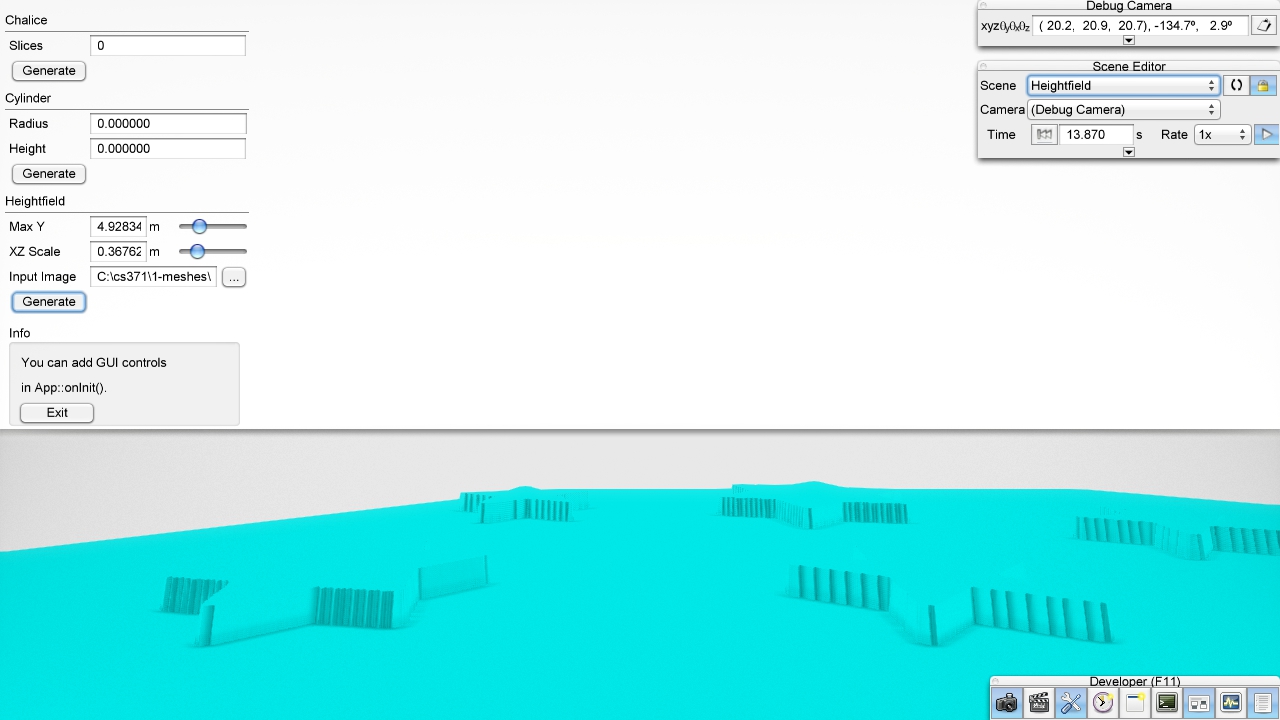 Chalice
Slices 0
Generate
Cylinder
Radius 0.000000
Height 0.000000
Generate
Heightfield
Max Y 4.92834 m
XZ Scale 0.36762 m
Input Image C:\cs371\1-meshes\ ...
Generate
Info
You can add GUI controls
in App::onInit().
Exit
Debug Camera
( 20.2, 20.9, 20.7), -134.7º, 2.9º
Scene Editor
Scene Heightfield
Camera (Debug Camera)
Time 13.870 s Rate 1x
Developer (F11)